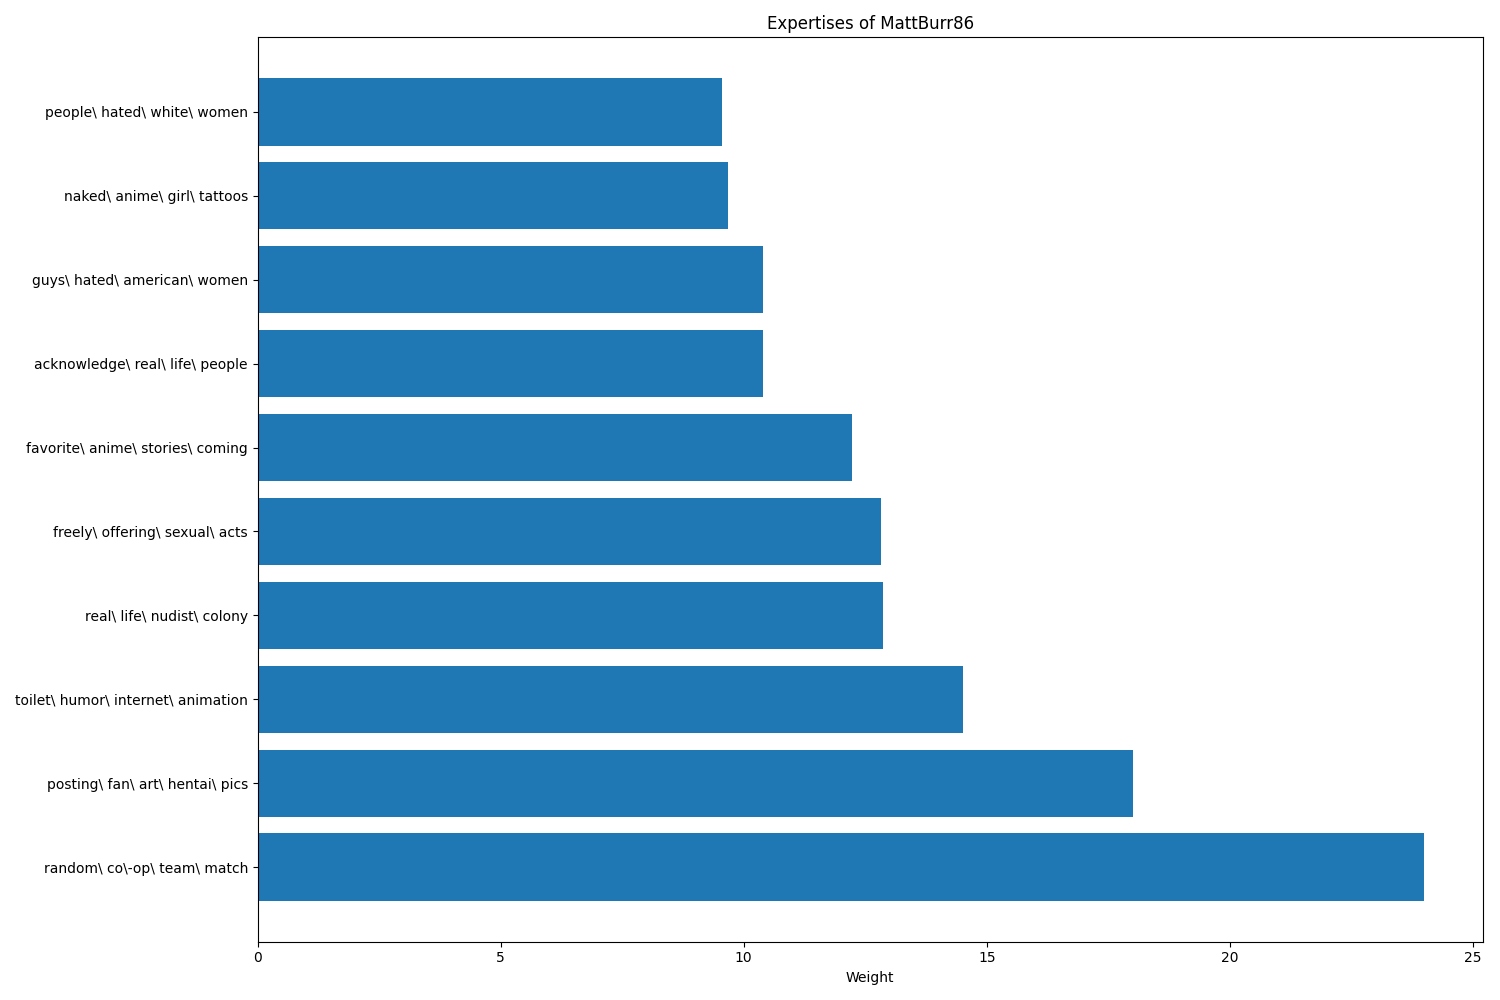 Expertises of MattBurr86
people\ hated\ white\ women
naked\ anime\ girl\ tattoos
guys\ hated\ american\ women
acknowledge\ real\ life\ people
favorite\ anime\ stories\ coming
freely\ offering\ sexual\ acts
real\ life\ nudist\ colony
toilet\ humor\ internet\ animation
posting\ fan\ art\ hentai\ pics
random\ co\-op\ team\ match
0 5 10 15 20 25
Weight